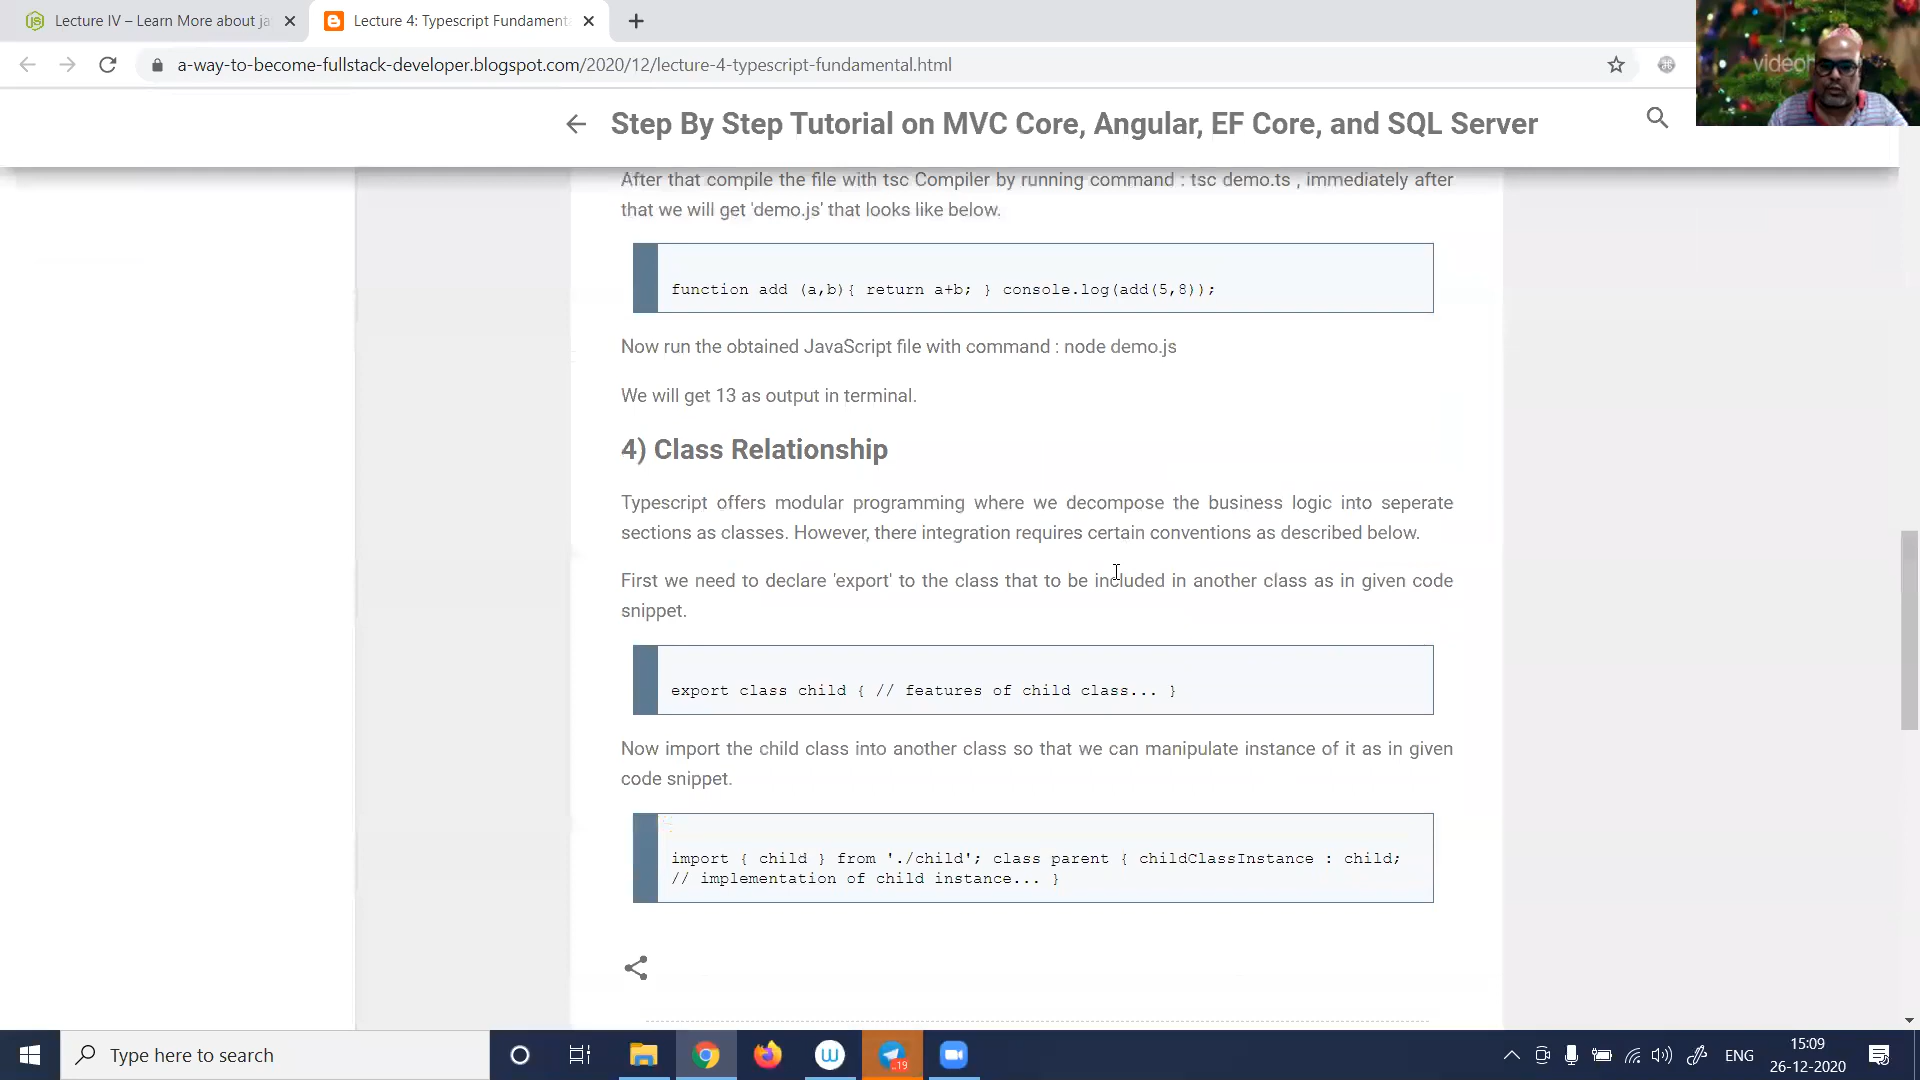 Lecture IV – Learn More about ja
Lecture 4: Typescript Fundament
a-way-to-become-fullstack-developer.blogspot.com/2020/12/lecture-4-typescript-fundamental.html
Step By Step Tutorial on MVC Core, Angular, EF Core, and SQL Server
After that compile the file with tsc Compiler by running command : tsc demo.ts , immediately after
that we will get 'demo.js' that looks like below.
function add (a,b){ return a+b; } console.log(add(5,8));
Now run the obtained JavaScript file with command : node demo.js
We will get 13 as output in terminal.
4) Class Relationship
Typescript offers modular programming where we decompose the business logic into seperate
sections as classes. However, there integration requires certain conventions as described below.
First we need to declare 'export' to the class that to be included in another class as in given code
snippet.
export class child { // features of child class... }
Now import the child class into another class so that we can manipulate instance of it as in given
code snippet.
import { child } from './child'; class parent { childClassInstance : child;
// implementation of child instance... }
Type here to search
19
ENG
15:09
26-12-2020